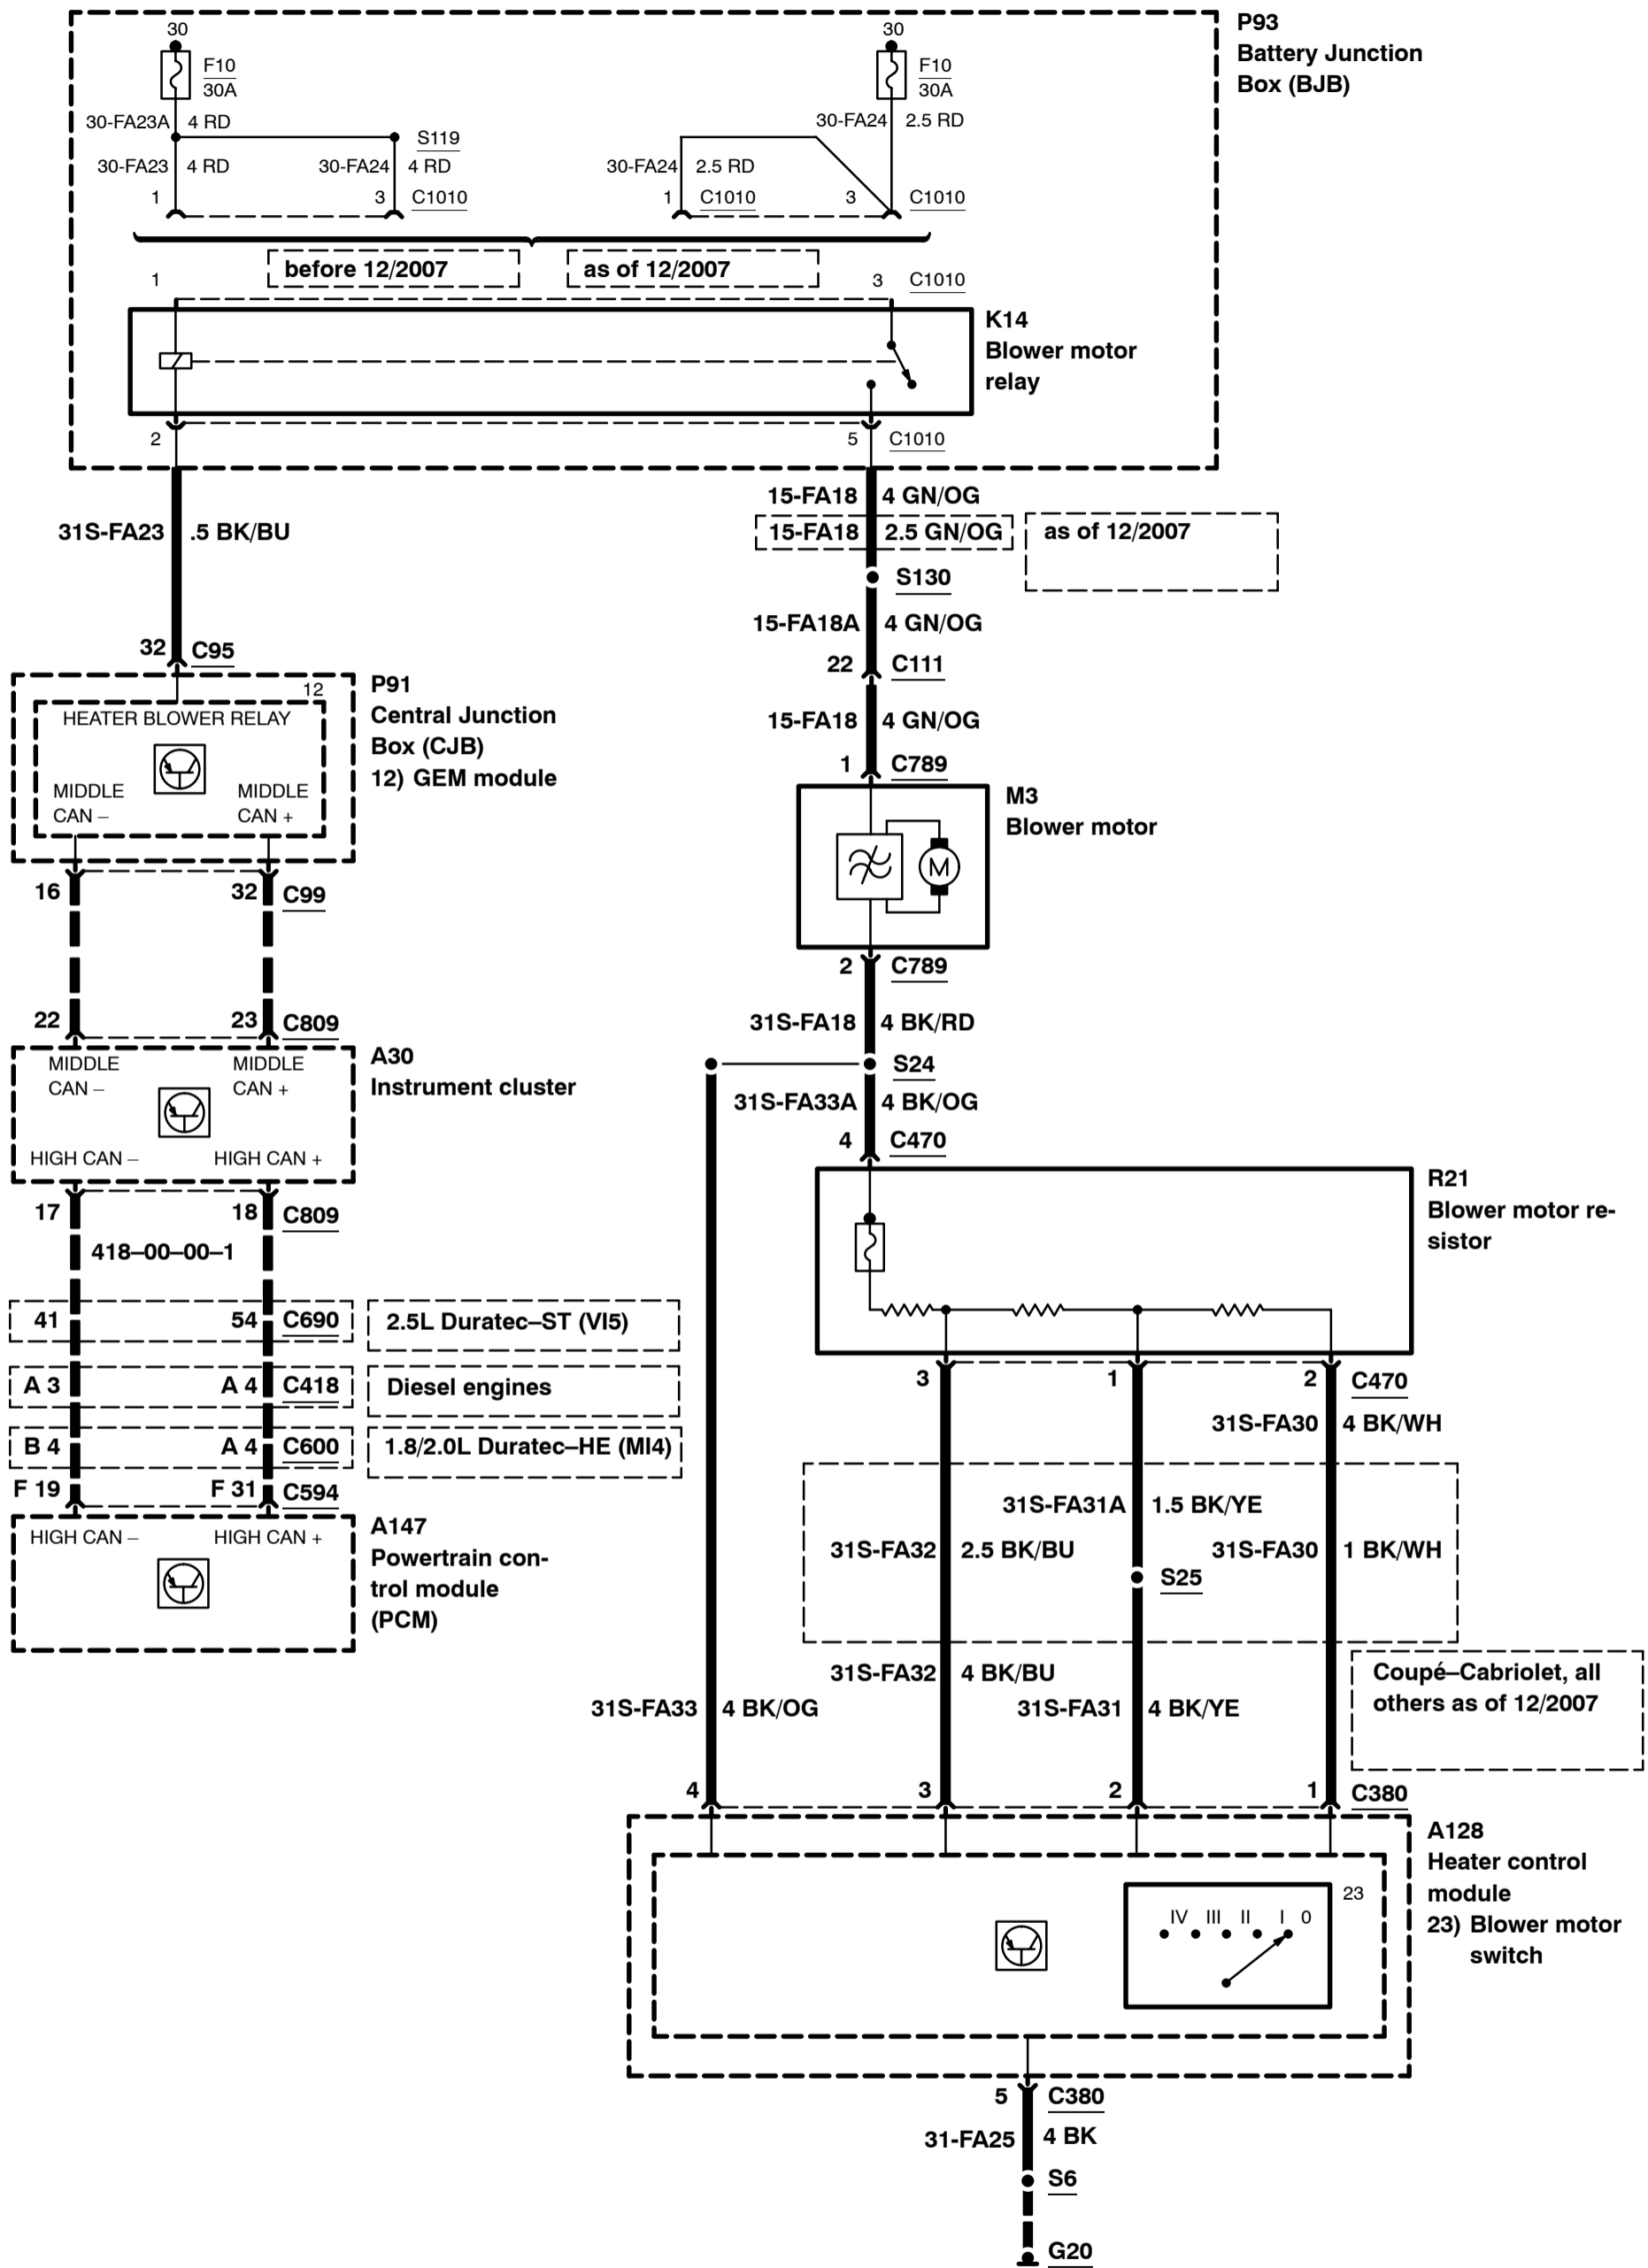 P93
Battery Junction
Box (BJB)
30
F10
30A
30-FA23A 4 RD
S119
30-FA23 4 RD
30-FA24 4 RD
1
3 C1010
30
F10
30A
30-FA24 2.5 RD
30-FA24 2.5 RD
1 C1010
3 C1010
before 12/2007
as of 12/2007
1
3 C1010
K14
Blower motor
relay
2
5 C1010
31S-FA23 .5 BK/BU
15-FA18 4 GN/OG
15-FA18 2.5 GN/OG
as of 12/2007
S130
15-FA18A 4 GN/OG
22 C111
15-FA18 4 GN/OG
1 C789
32 C95
P91
Central Junction
Box (CJB)
12) GEM module
12
HEATER BLOWER RELAY
MIDDLE
CAN –
MIDDLE
CAN +
16
32 C99
M3
Blower motor
M
2 C789
31S-FA18 4 BK/RD
S24
31S-FA33A 4 BK/OG
4 C470
22
23 C809
A30
Instrument cluster
MIDDLE
CAN –
MIDDLE
CAN +
HIGH CAN –
HIGH CAN +
17
18 C809
418–00–00–1
41
54 C690
2.5L Duratec–ST (VI5)
A 3
A 4 C418
Diesel engines
B 4
A 4 C600
1.8/2.0L Duratec–HE (MI4)
F 19
F 31 C594
HIGH CAN –
HIGH CAN +
A147
Powertrain con-
trol module
(PCM)
R21
Blower motor re-
sistor
3
1
2 C470
31S-FA30 4 BK/WH
31S-FA31A 1.5 BK/YE
31S-FA32 2.5 BK/BU
31S-FA30 1 BK/WH
S25
31S-FA32 4 BK/BU
Coupé–Cabriolet, all
others as of 12/2007
31S-FA33 4 BK/OG
31S-FA31 4 BK/YE
4
3
2
1 C380
A128
Heater control
module
23) Blower motor
switch
23
IV III II I 0
5 C380
31-FA25 4 BK
S6
G20